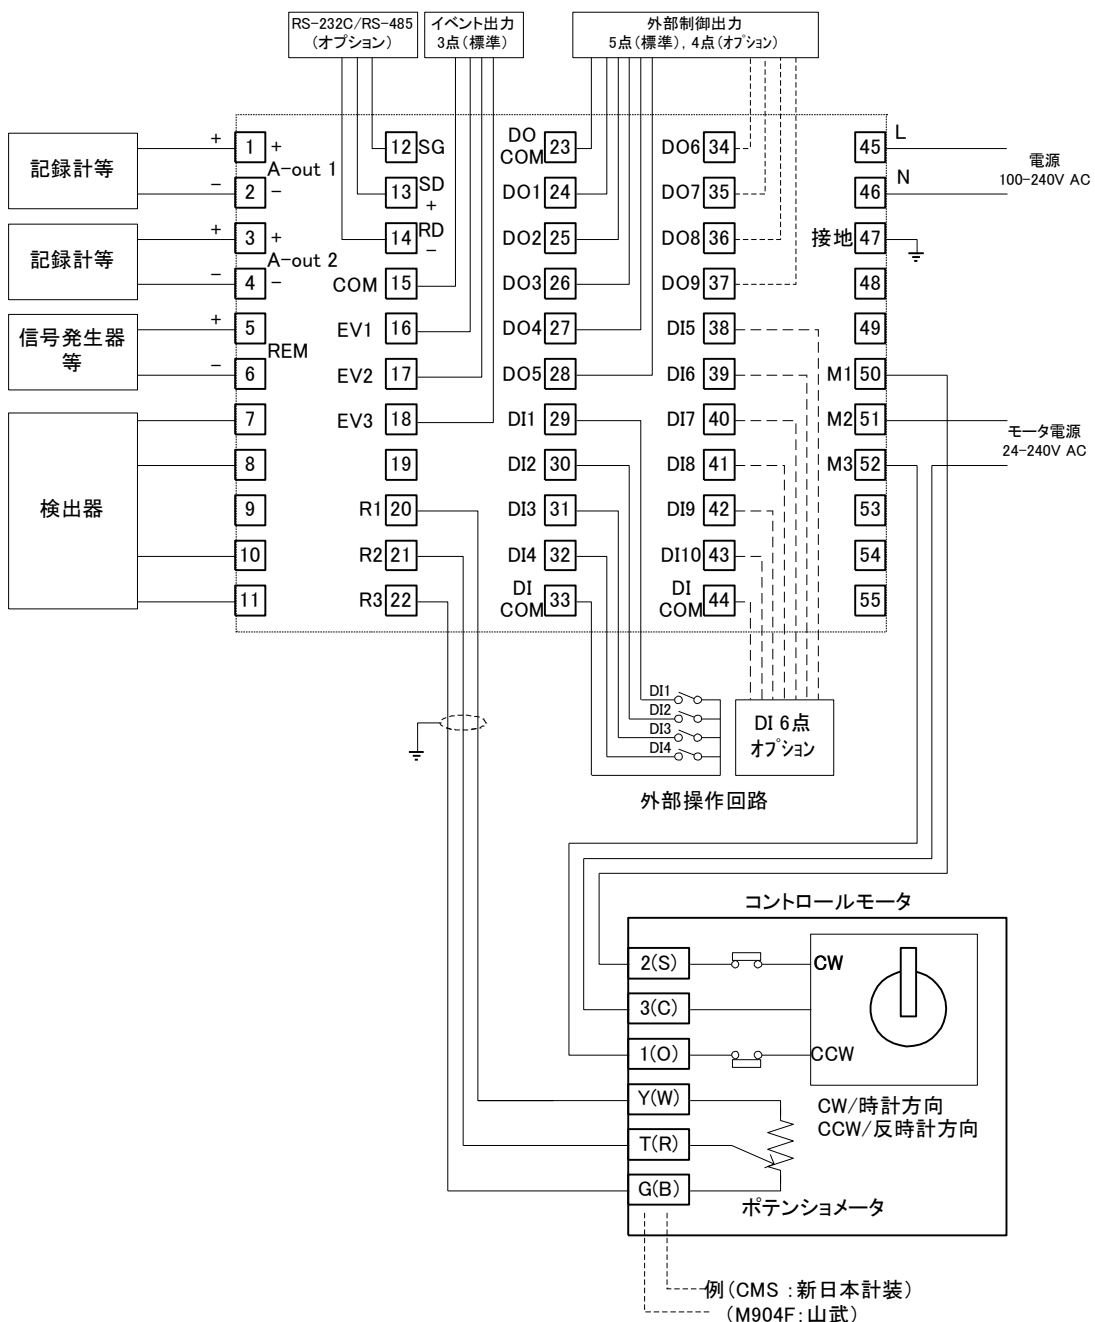 RS-232C/RS-485
(オプション)
イベント出力
3点(標準)
外部制御出力
5点(標準), 4点(オプション)
記録計等
+
−
記録計等
+
−
信号発生器
等
+
−
検出器
1 +
A-out 1
2 −
3 +
A-out 2
4 −
5
REM
6
7
8
9
10
11
12 SG
13 SD
+
14 RD
−
COM 15
EV1 16
EV2 17
EV3 18
19
R1 20
R2 21
R3 22
DO
COM 23
DO1 24
DO2 25
DO3 26
DO4 27
DO5 28
DI1 29
DI2 30
DI3 31
DI4 32
DI
COM 33
DO6 34
DO7 35
DO8 36
DO9 37
DI5 38
DI6 39
DI7 40
DI8 41
DI9 42
DI10 43
DI
COM 44
45 L
46 N
接地 47
48
49
M1 50
M2 51
M3 52
53
54
55
電源
100-240V AC
モータ電源
24-240V AC
DI1
DI2
DI3
DI4
外部操作回路
DI 6点
オプション
コントロールモータ
2(S)
CW
3(C)
1(O)
CCW
Y(W)
T(R)
G(B)
CW/時計方向
CCW/反時計方向
ポテンショメータ
例(CMS :新日本計装)
(M904F:山武)